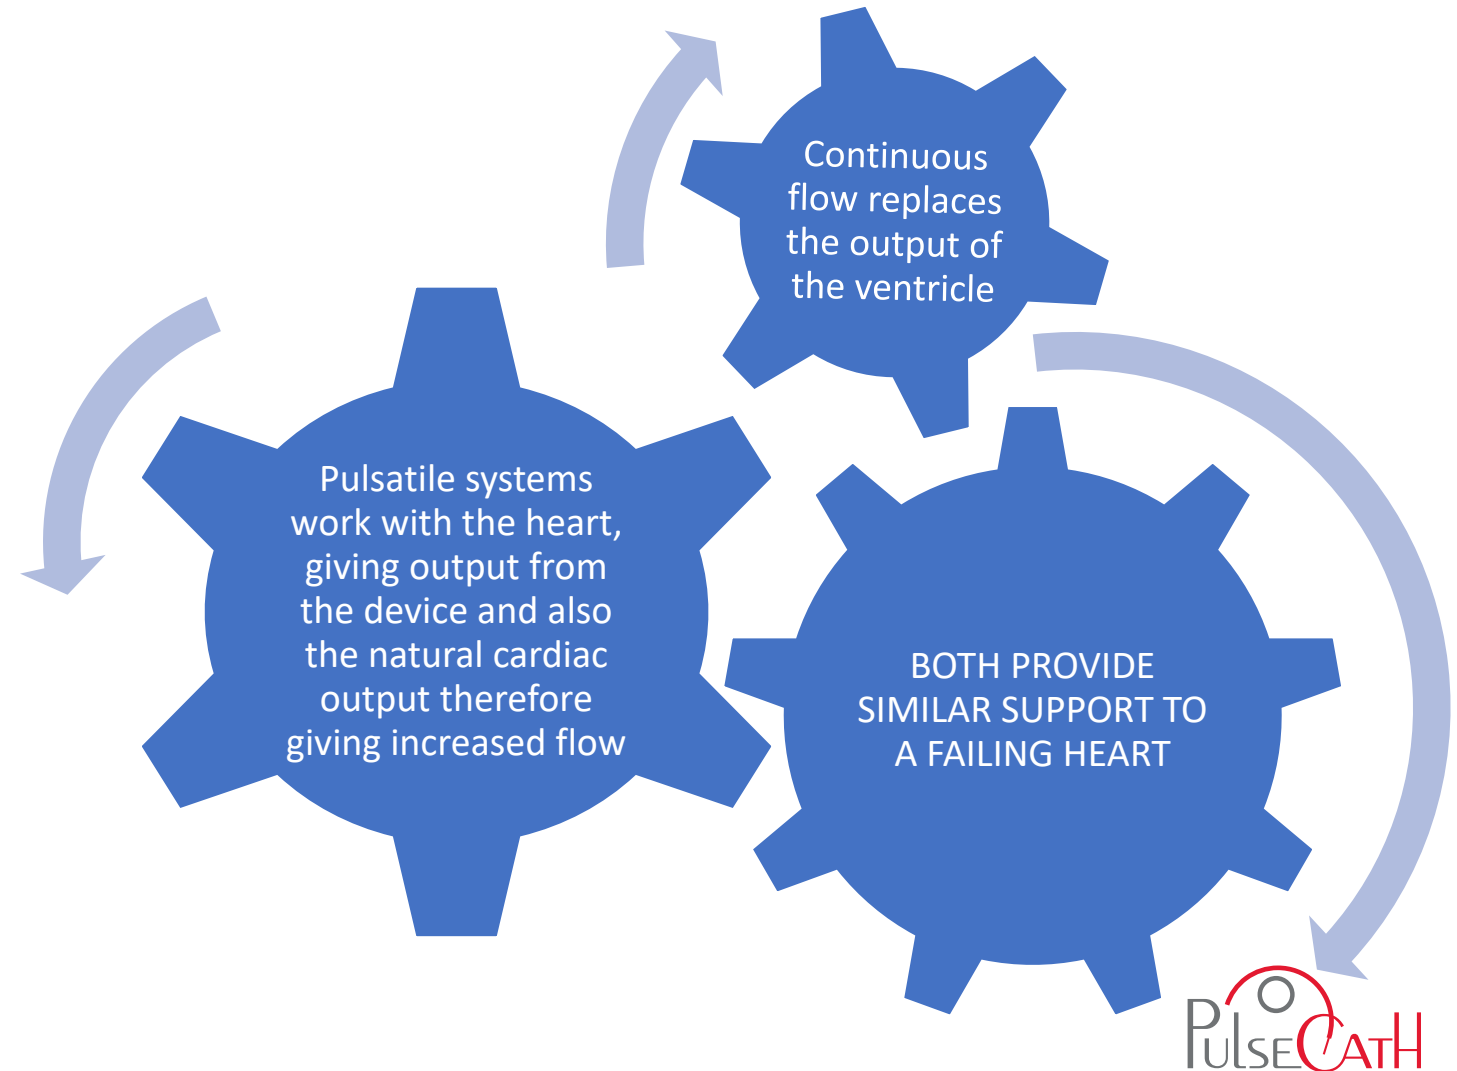 Continuous
flow replaces
the output of
the ventricle
Pulsatile systems
work with the heart,
giving output from
the device and also
the natural cardiac
output therefore
giving increased flow
BOTH PROVIDE
SIMILAR SUPPORT TO
A FAILING HEART
PULSECATH